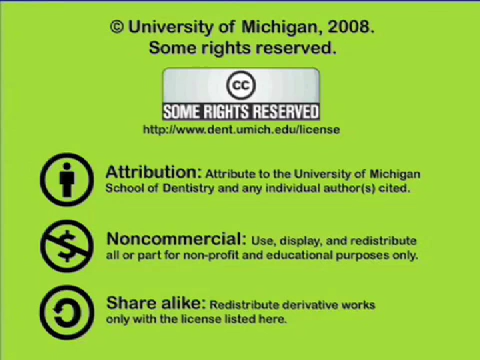 © University of Michigan, 2008.
Some rights reserved.
cc
SOME RIGHTS RESERVED
http://www.dent.umich.edu/license
Attribution: Attribute to the University of Michigan
School of Dentistry and any individual author(s) cited.
Noncommercial: Use, display, and redistribute
all or part for non-profit and educational purposes only.
Share alike: Redistribute derivative works
only with the license listed here.